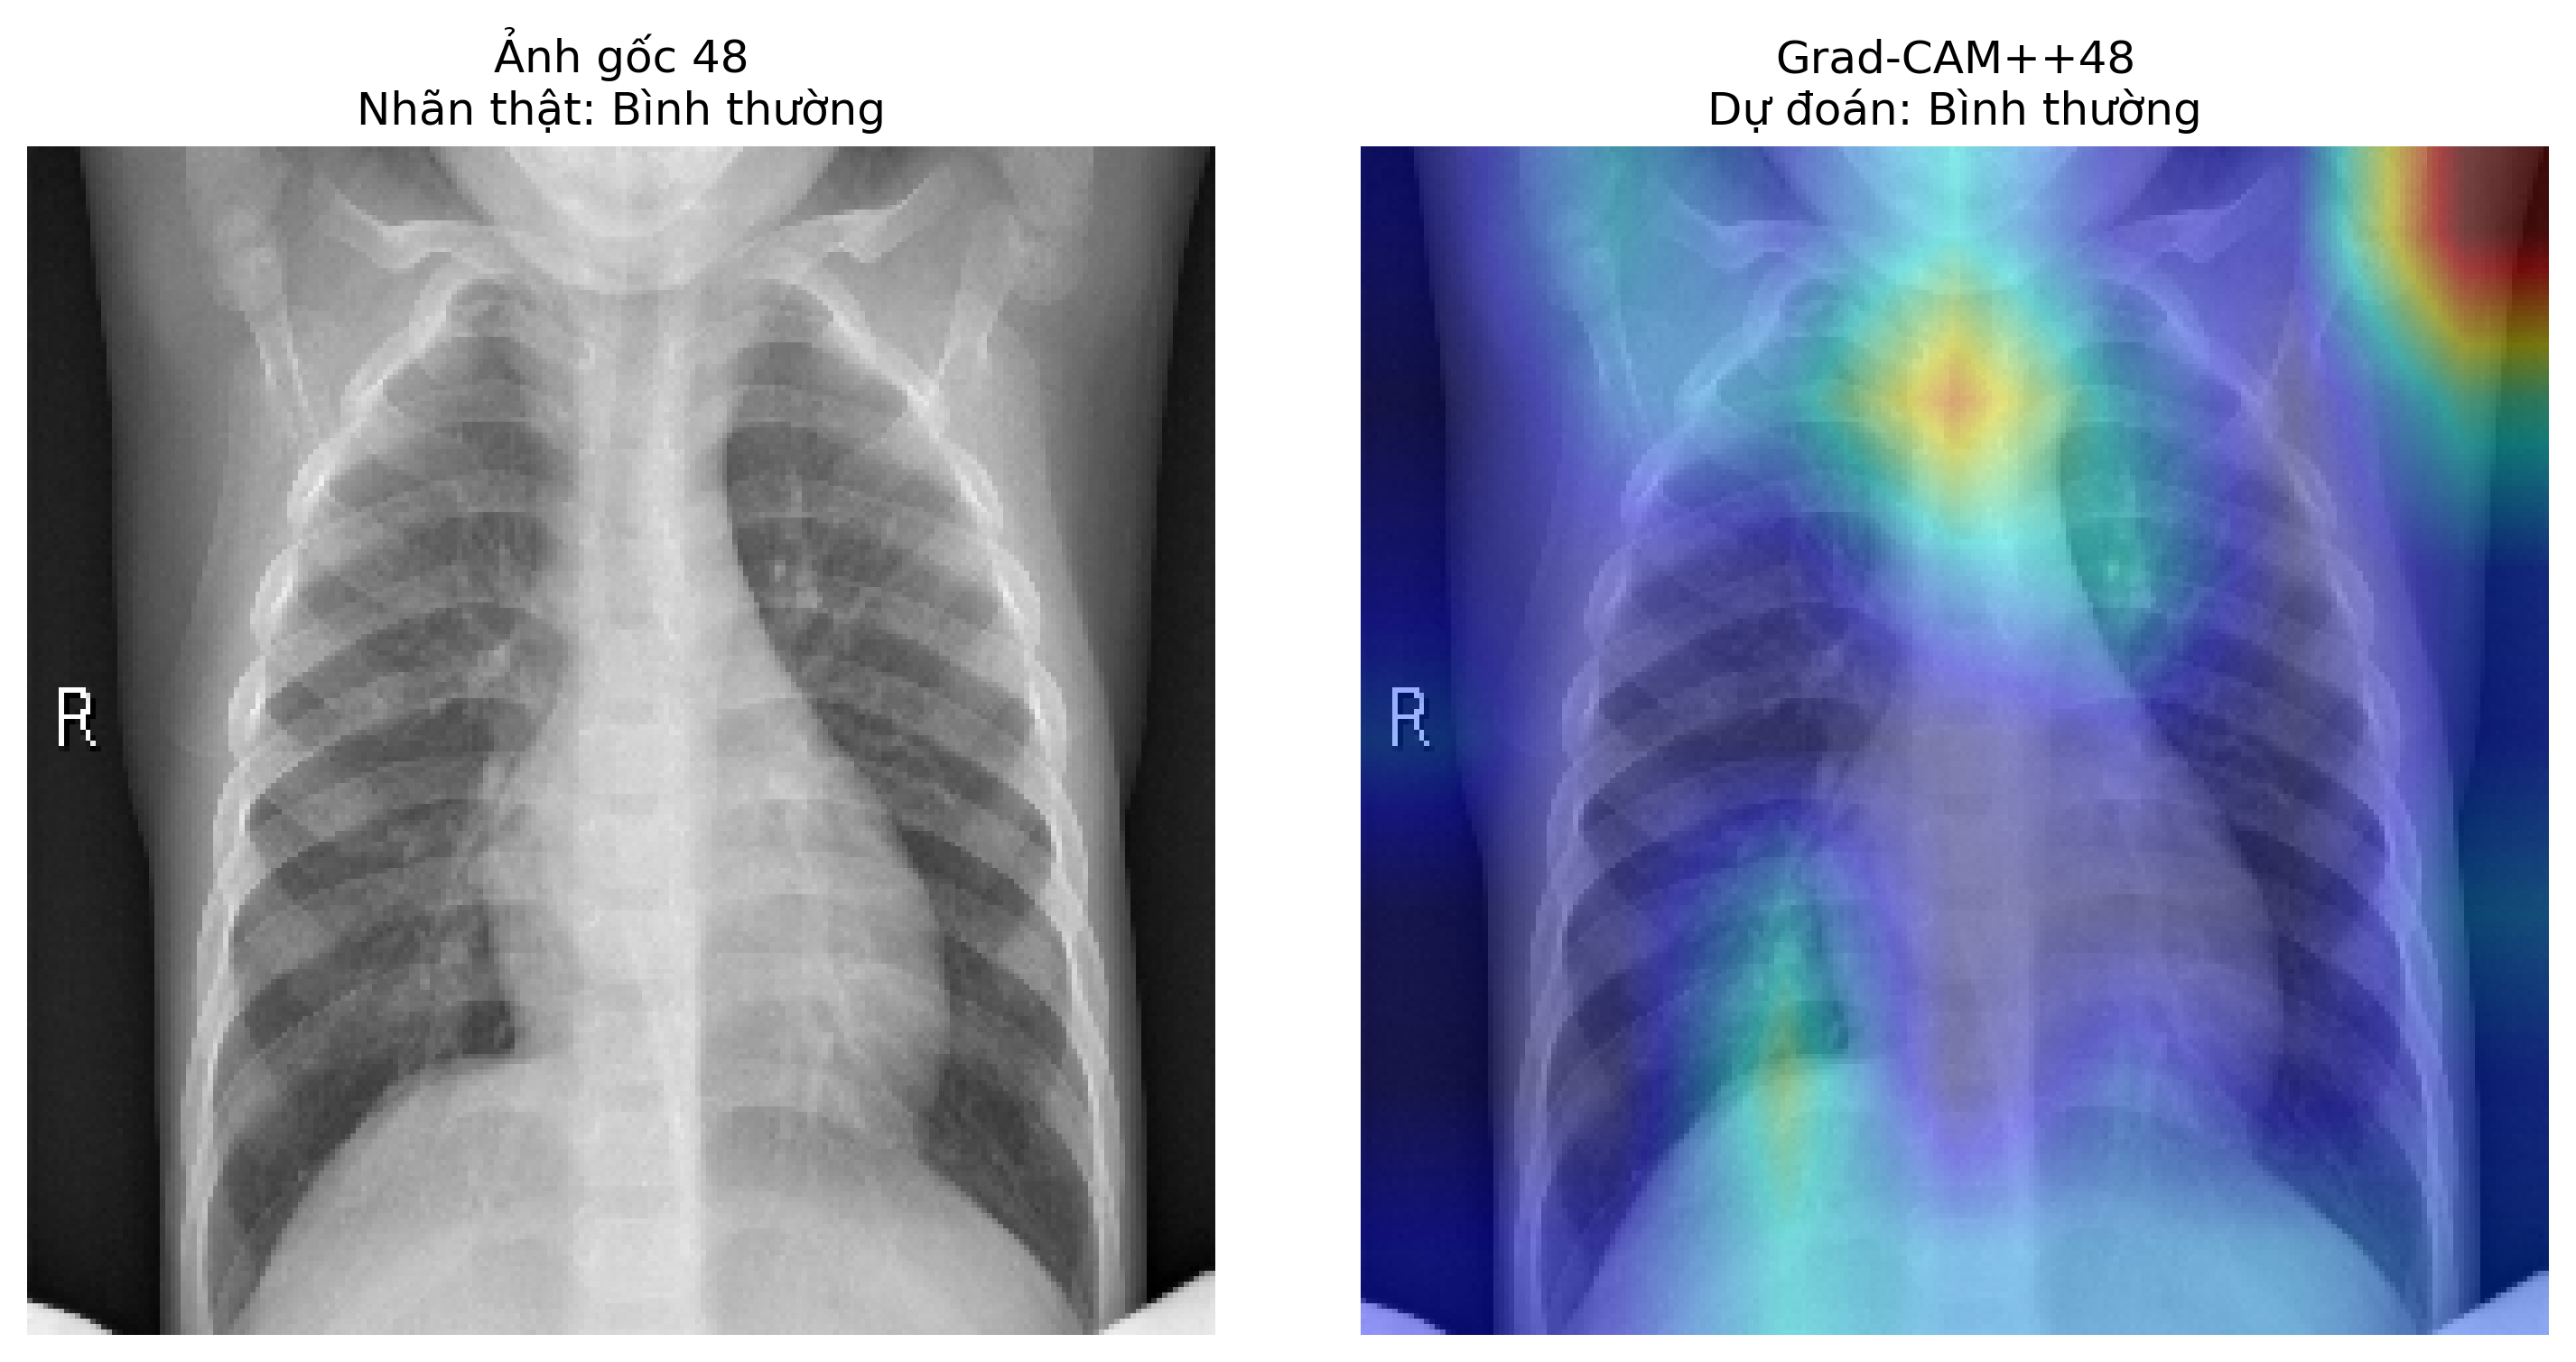 Ảnh gốc 48
Nhãn thật: Bình thường
Grad-CAM++48
Dự đoán: Bình thường
R
R